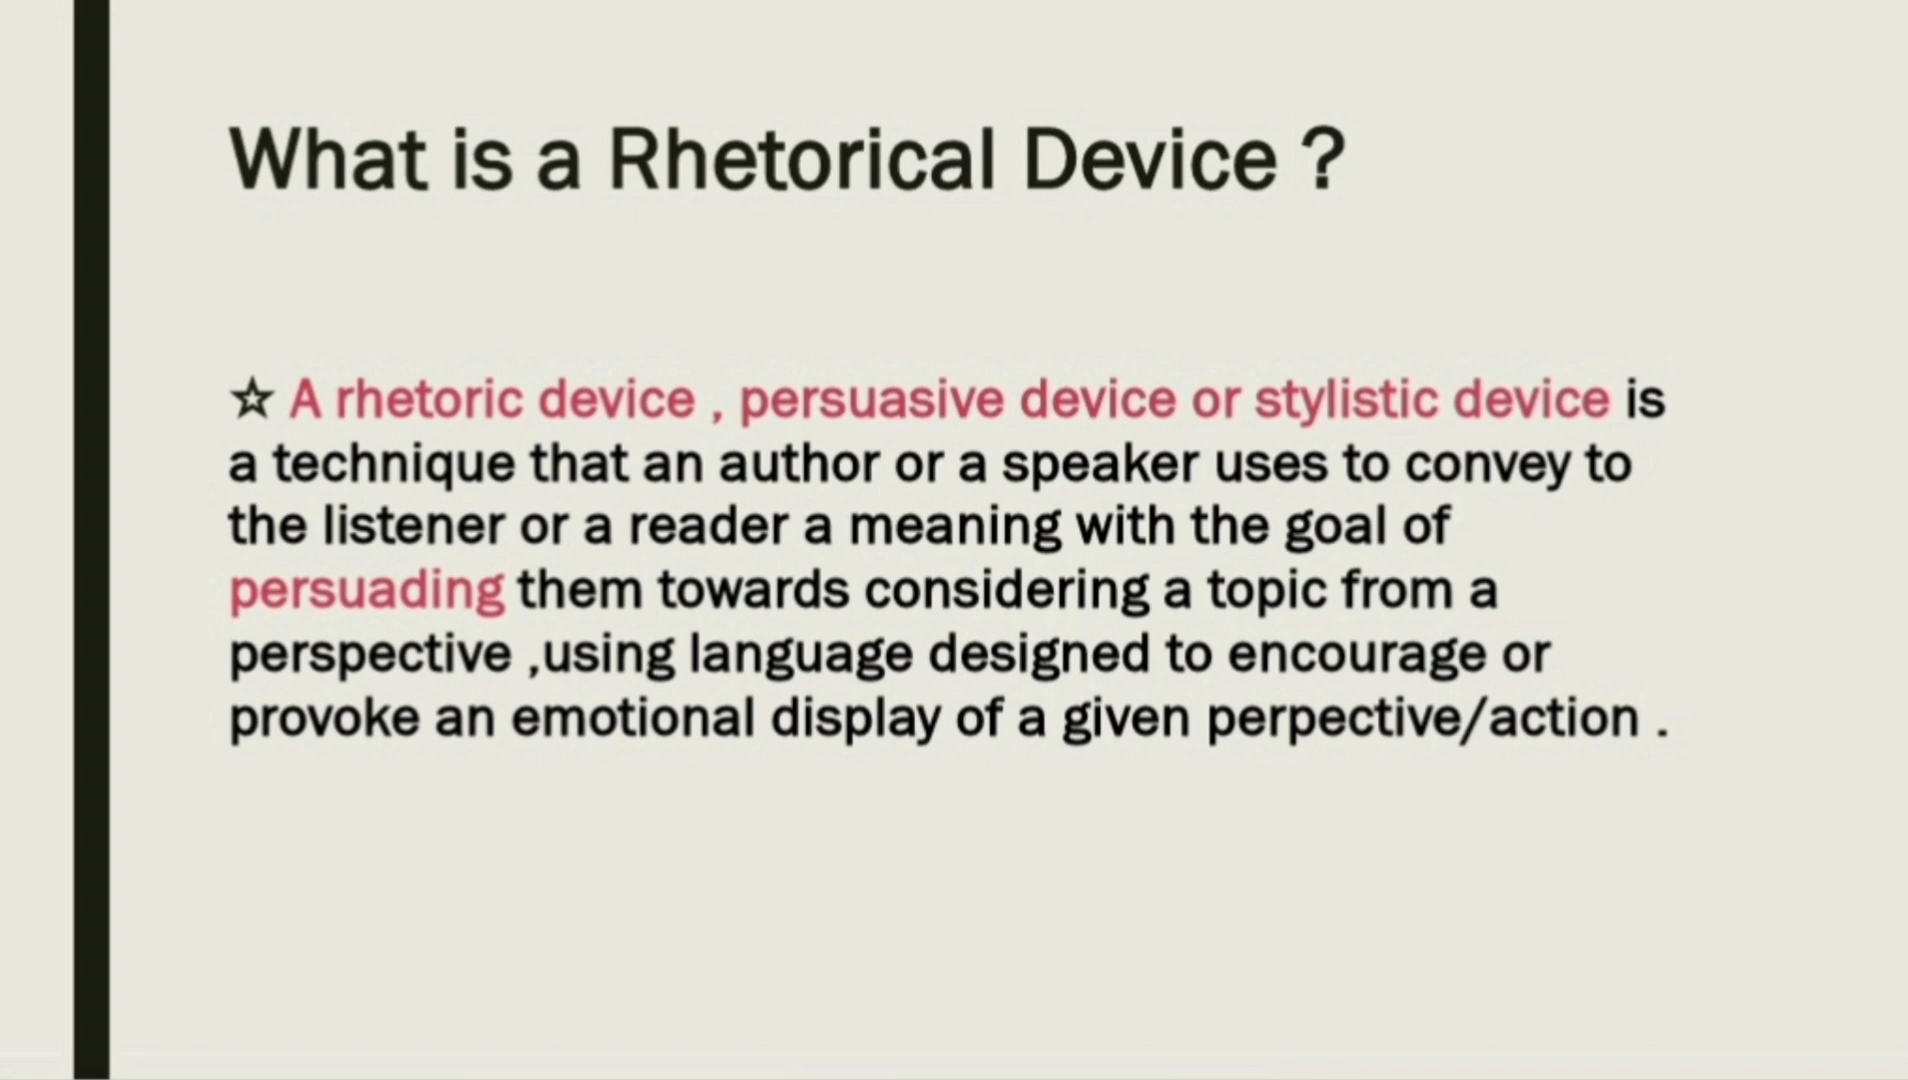 What is a Rhetorical Device ?
☆ A rhetoric device , persuasive device or stylistic device is
a technique that an author or a speaker uses to convey to
the listener or a reader a meaning with the goal of
persuading them towards considering a topic from a
perspective ,using language designed to encourage or
provoke an emotional display of a given perpective/action .